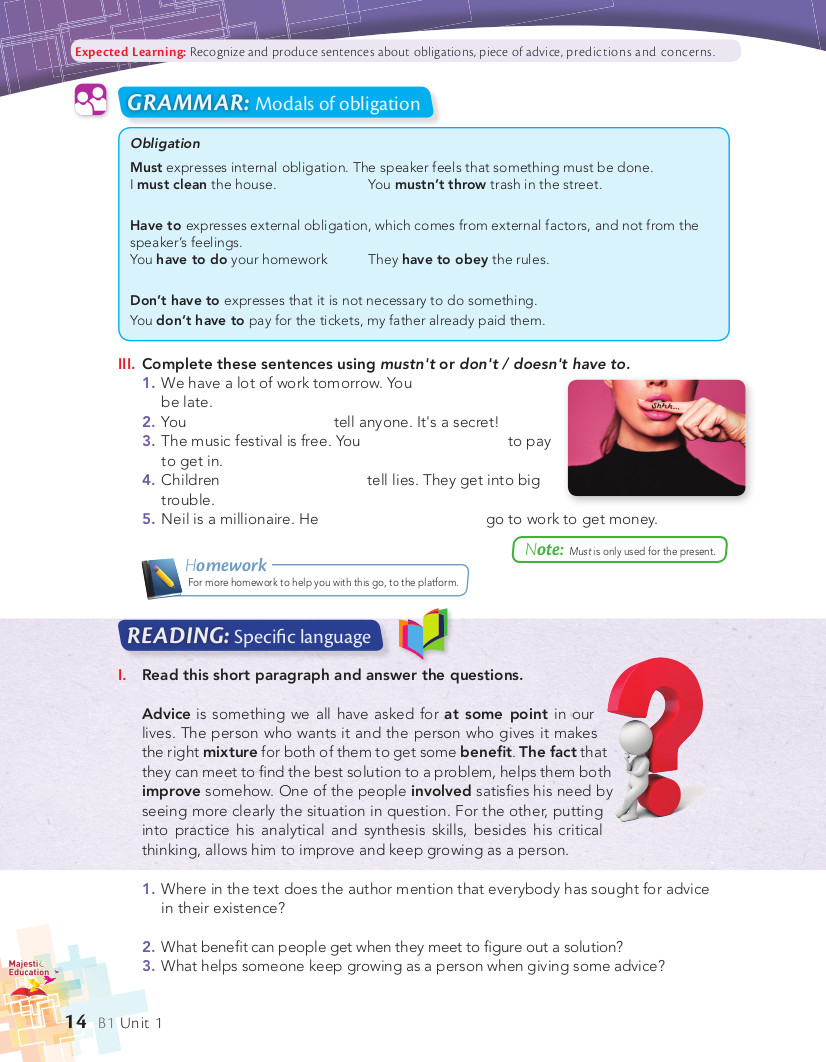 Expected Learning: Recognize and produce sentences about obligations, piece of advice, predictions and concerns.
GRAMMAR: Modals of obligation
Obligation
Must expresses internal obligation. The speaker feels that something must be done.
I must clean the house. You mustn't throw trash in the street.
Have to expresses external obligation, which comes from external factors, and not from the
speaker's feelings.
You have to do your homework They have to obey the rules.
Don't have to expresses that it is not necessary to do something.
You don't have to pay for the tickets, my father already paid them.
III. Complete these sentences using mustn't or don't / doesn't have to.
1. We have a lot of work tomorrow. You
be late.
2. You tell anyone. It's a secret!
3. The music festival is free. You to pay
to get in.
4. Children tell lies. They get into big
trouble.
5. Neil is a millionaire. He go to work to get money.
Shhh...
Note: Must is only used for the present.
Homework
For more homework to help you with this go, to the platform.
READING: Specific language
I. Read this short paragraph and answer the questions.
Advice is something we all have asked for at some point in our
lives. The person who wants it and the person who gives it makes
the right mixture for both of them to get some benefit. The fact that
they can meet to find the best solution to a problem, helps them both
improve somehow. One of the people involved satisfies his need by
seeing more clearly the situation in question. For the other, putting
into practice his analytical and synthesis skills, besides his critical
thinking, allows him to improve and keep growing as a person.
1. Where in the text does the author mention that everybody has sought for advice
in their existence?
2. What benefit can people get when they meet to figure out a solution?
3. What helps someone keep growing as a person when giving some advice?
Majestic
Education
14 B1 Unit 1